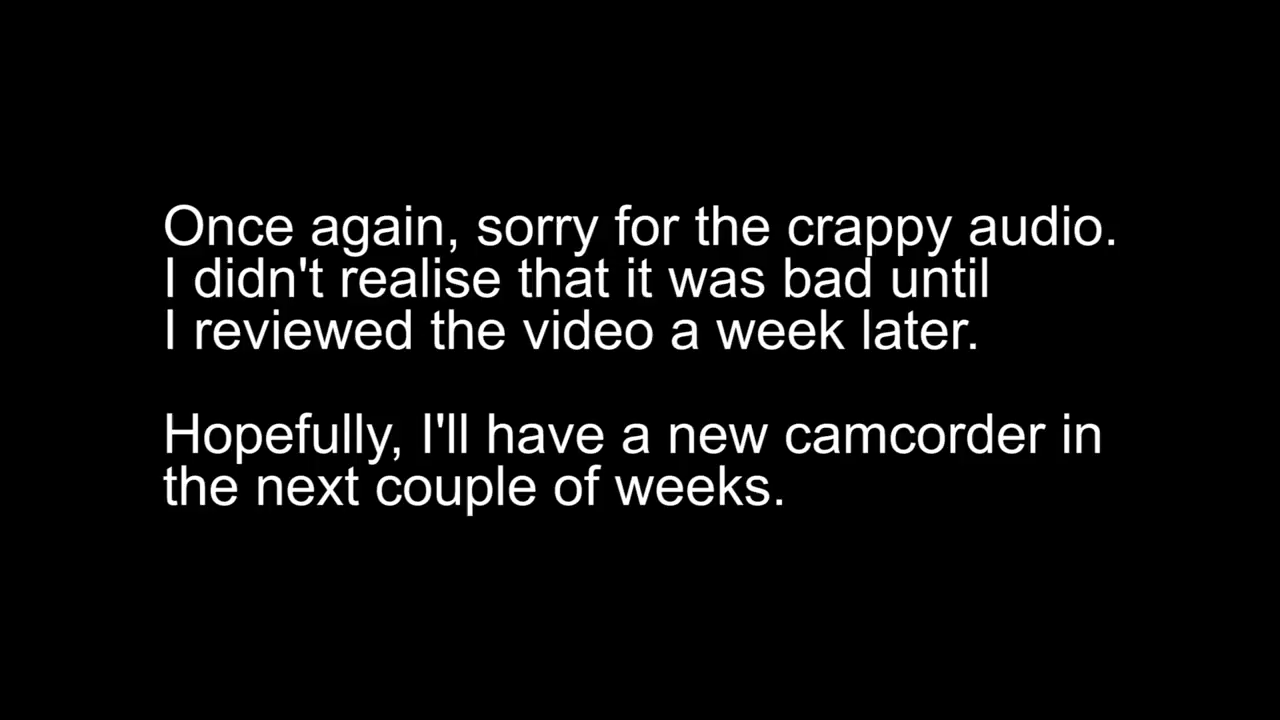 Once again, sorry for the crappy audio.
I didn't realise that it was bad until
I reviewed the video a week later.
Hopefully, I'll have a new camcorder in
the next couple of weeks.